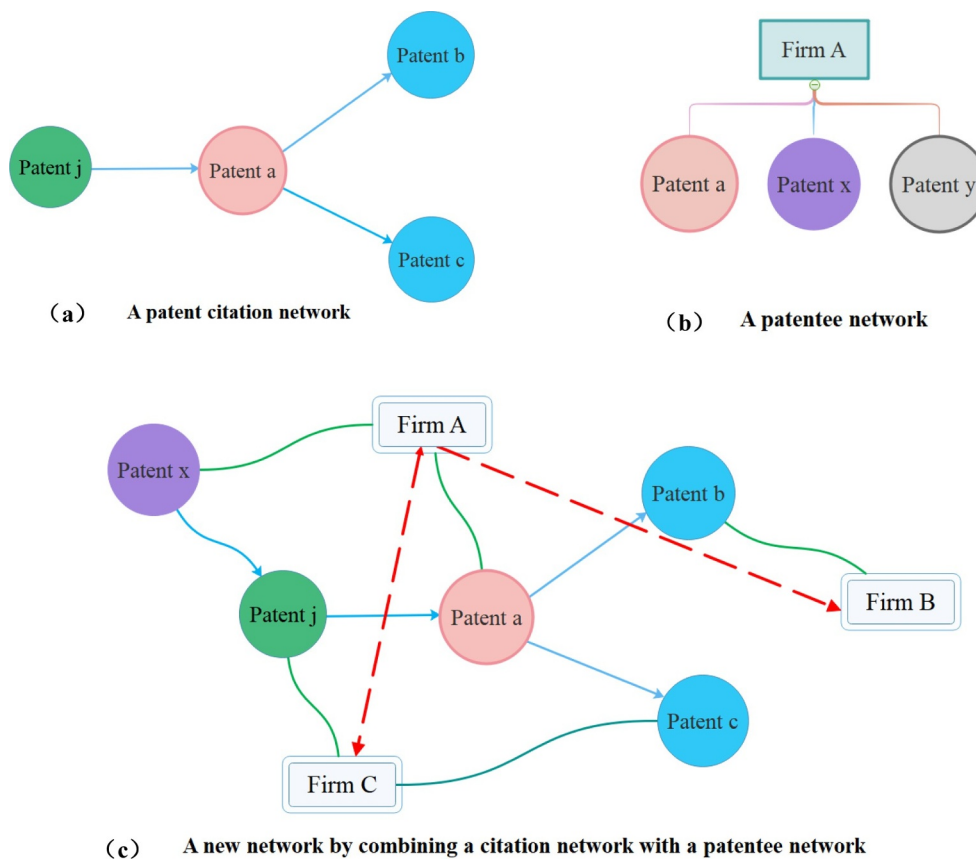 Patent b
Patent j
Patent a
Patent c
（a） A patent citation network
Firm A
Patent a
Patent x
Patent y
（b） A patentee network
Firm A
Patent x
Patent b
Patent j
Patent a
Firm B
Patent c
Firm C
（c） A new network by combining a citation network with a patentee network